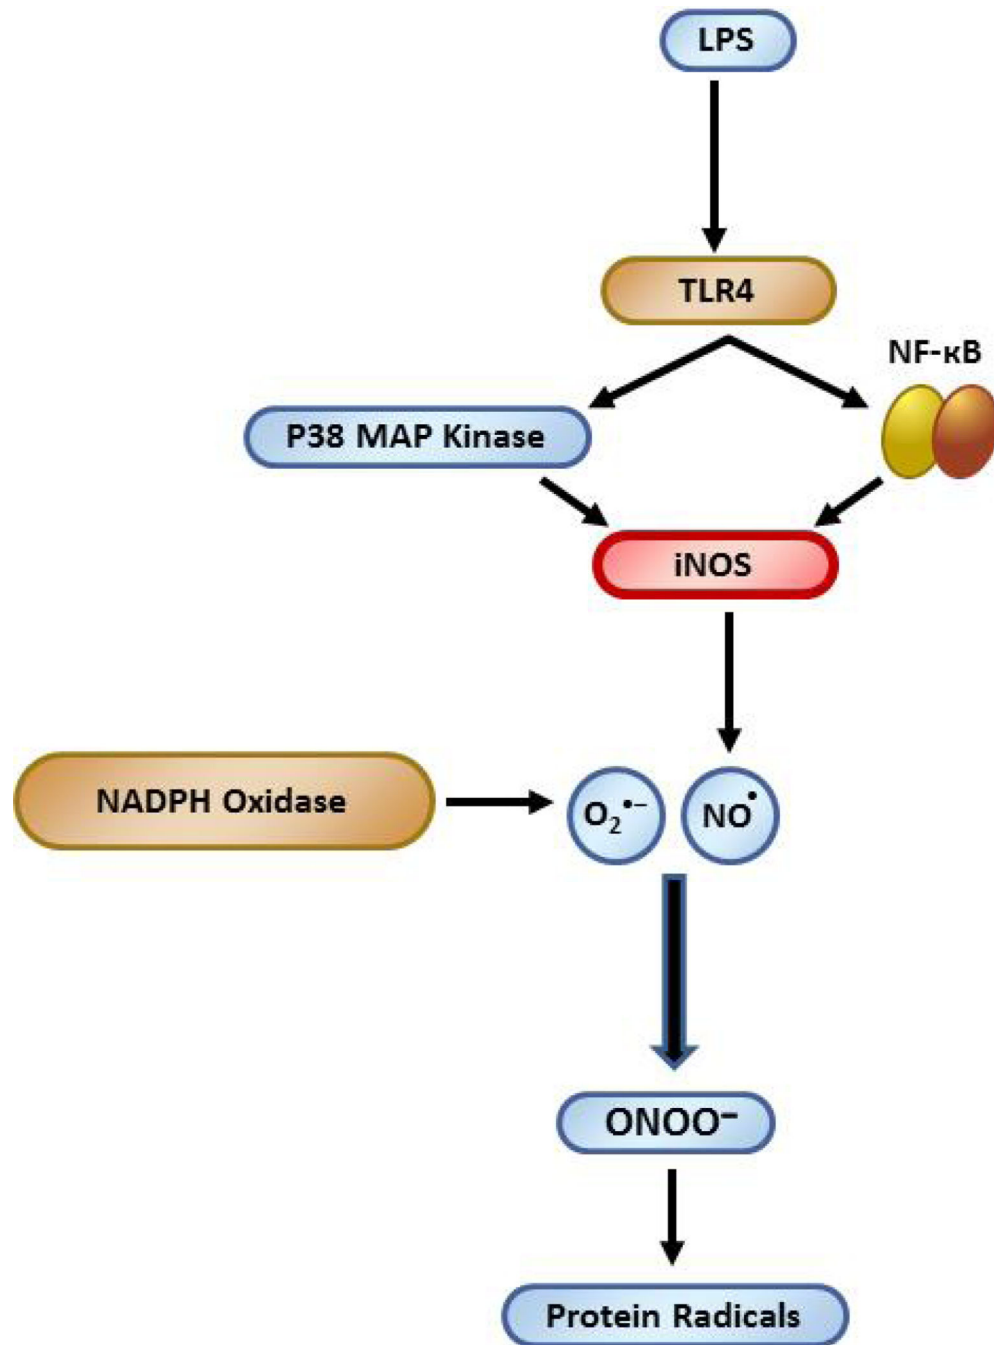 LPS
TLR4
NF-κB
P38 MAP Kinase
iNOS
NADPH Oxidase
O₂•−
NO•
ONOO−
Protein Radicals